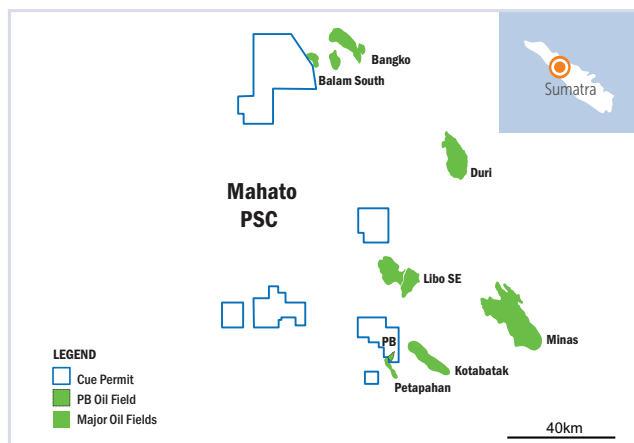 Bangko
Balam South
Sumatra
Duri
Mahato
PSC
Libo SE
Minas
PB
Kotabatak
Petapahan
LEGEND
Cue Permit
PB Oil Field
Major Oil Fields
40km